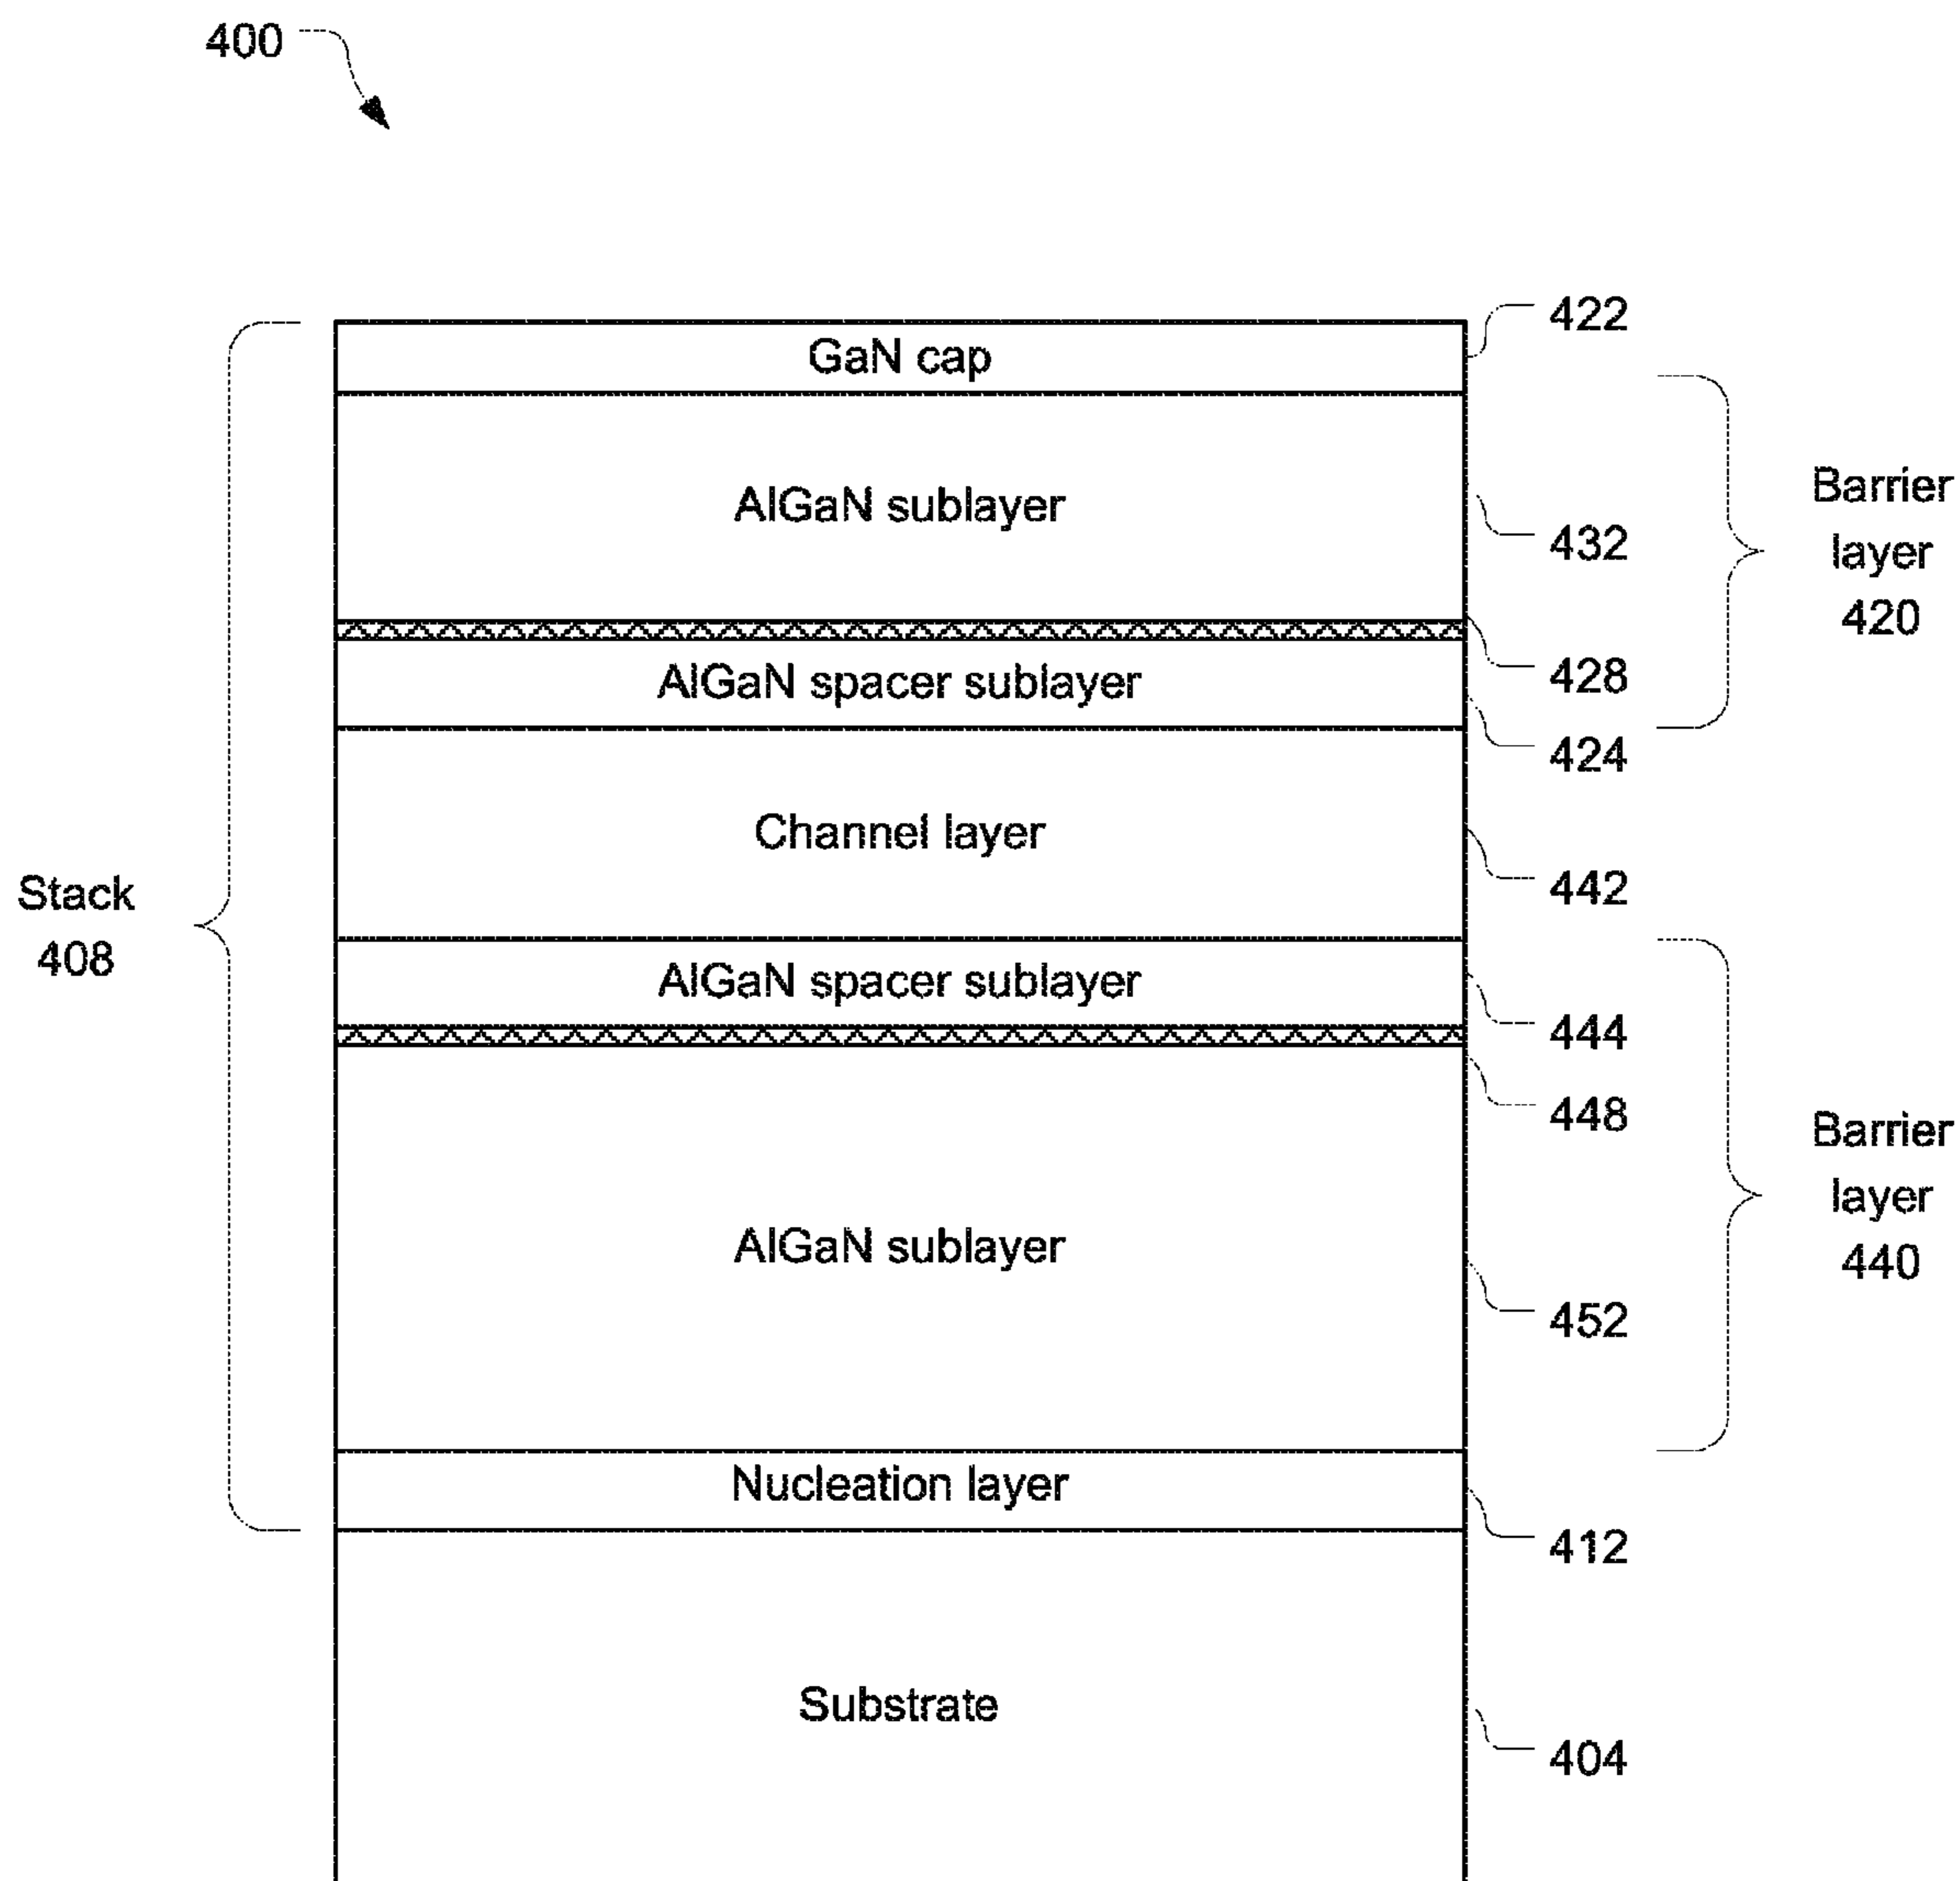 400
422
GaN cap
AlGaN sublayer
432
Barrier
layer
420
428
AlGaN spacer sublayer
424
Channel layer
442
Stack
408
AlGaN spacer sublayer
444
448
Barrier
layer
440
AlGaN sublayer
452
Nucleation layer
412
Substrate
404